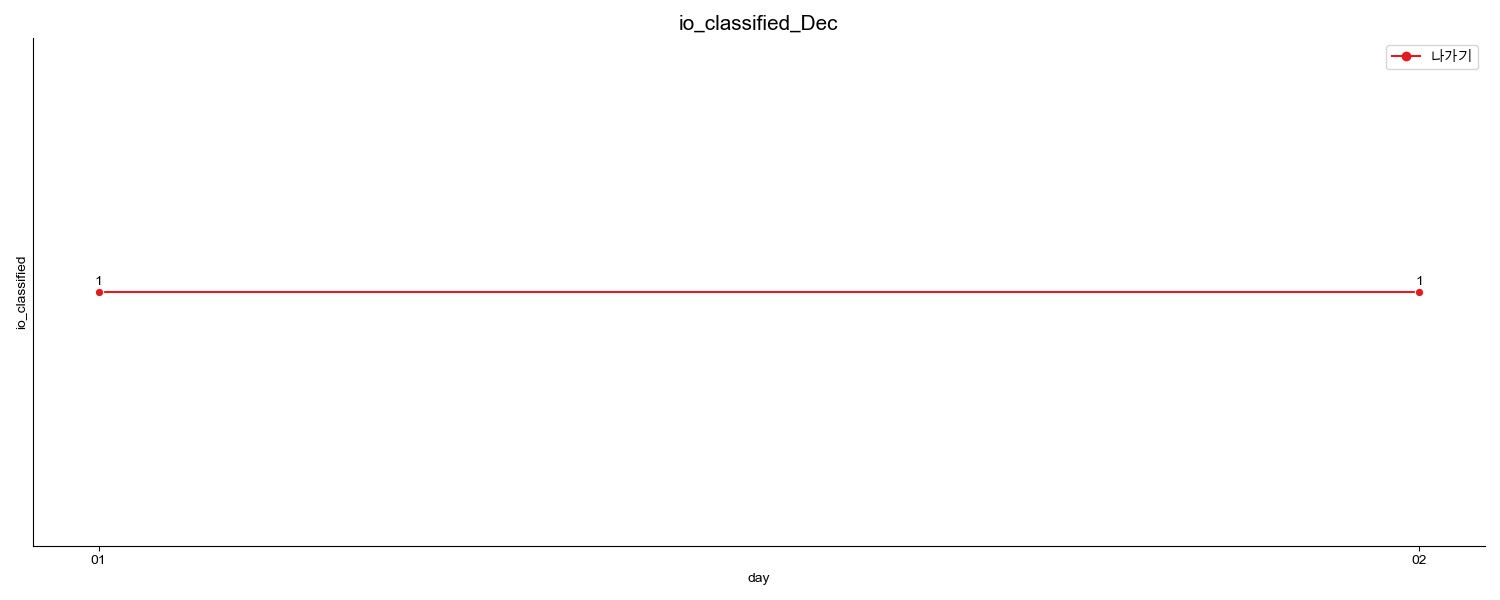 io_classified_Dec
나가기
io_classified
1
1
01
02
day